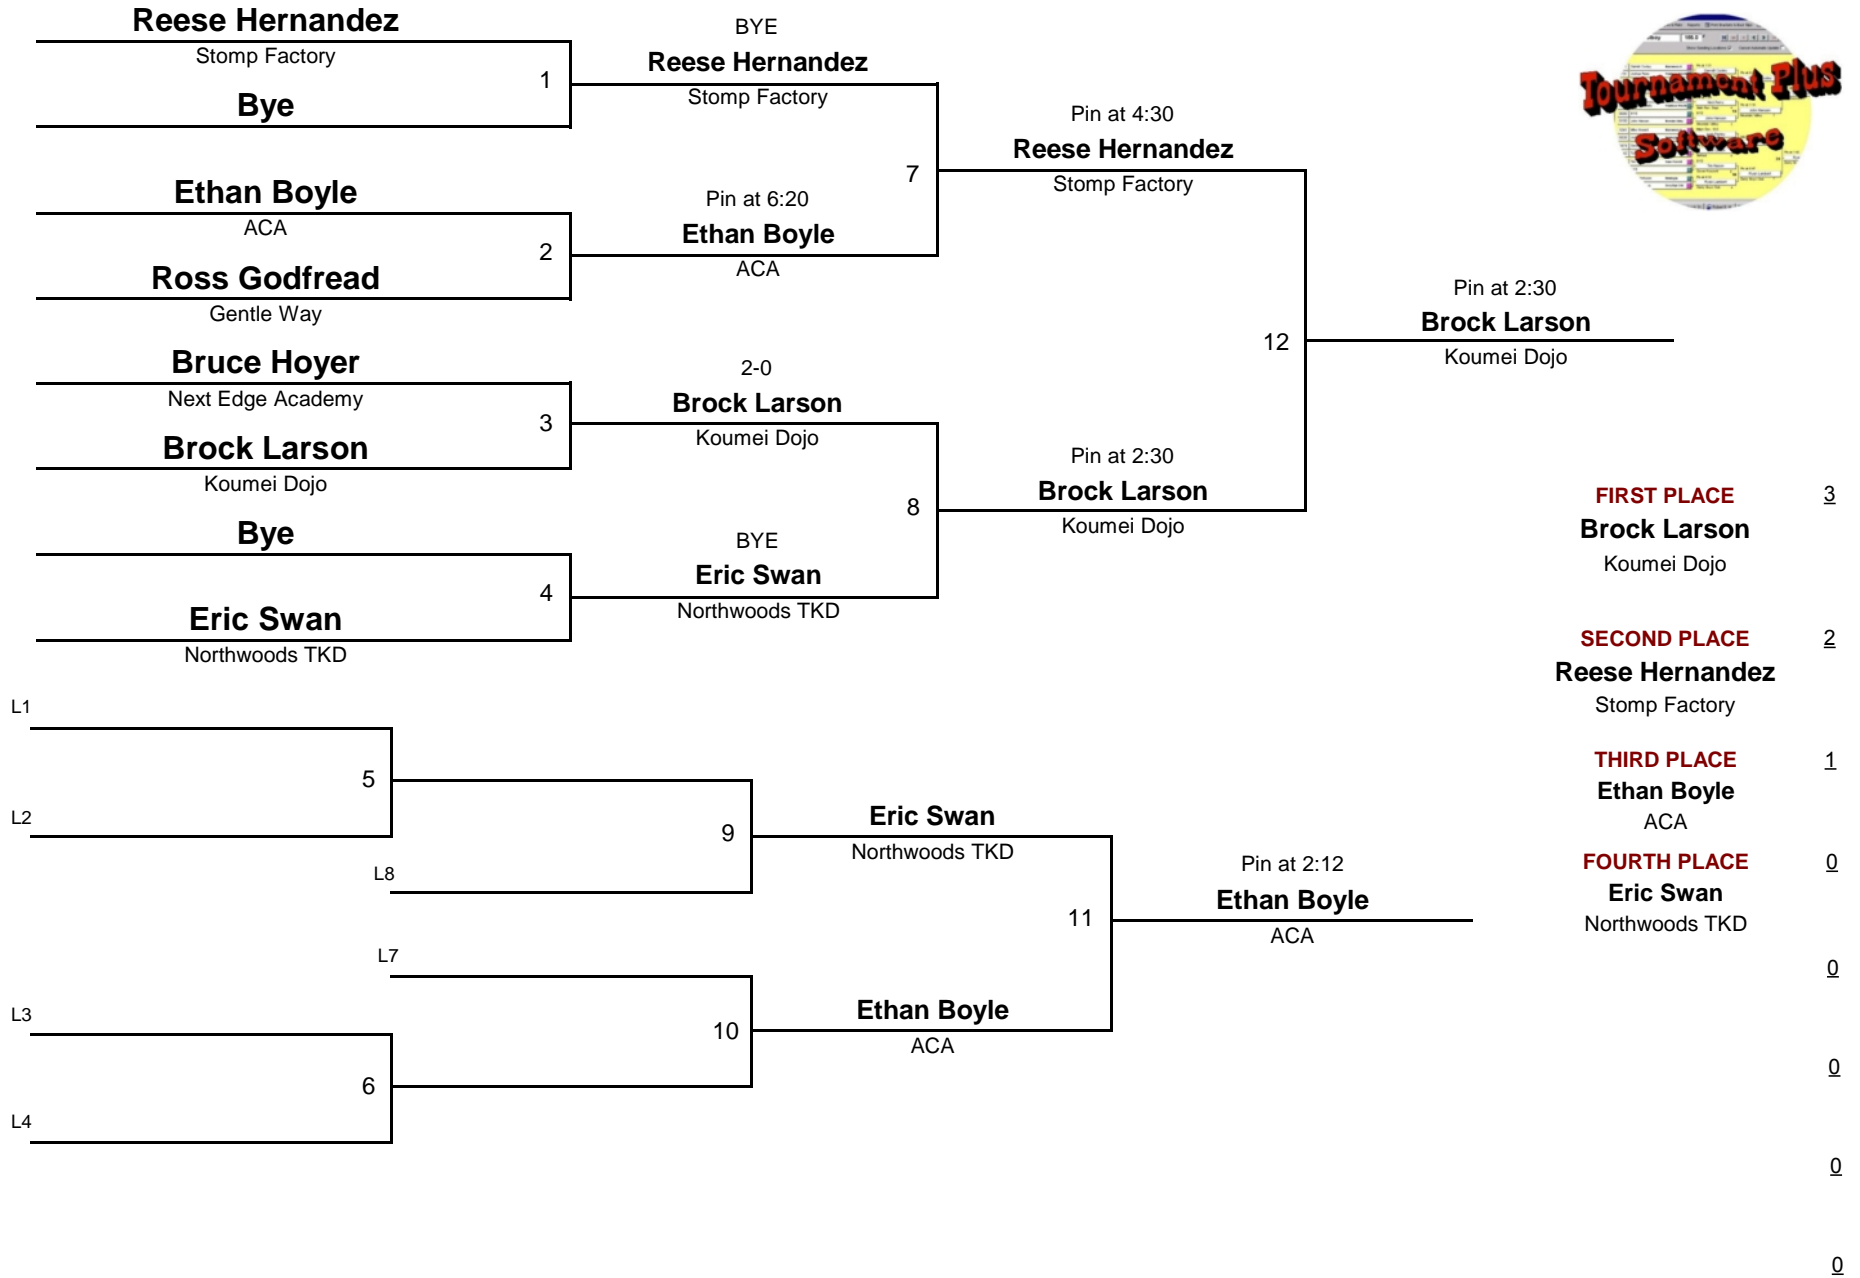 Reese Hernandez
Stomp Factory
1
Bye
BYE
Reese Hernandez
Stomp Factory
Ethan Boyle
ACA
2
Ross Godfread
Gentle Way
Pin at 6:20
Ethan Boyle
ACA
7
Pin at 4:30
Reese Hernandez
Stomp Factory
Bruce Hoyer
Next Edge Academy
3
Brock Larson
Koumei Dojo
2-0
Brock Larson
Koumei Dojo
Bye
4
Eric Swan
Northwoods TKD
BYE
Eric Swan
Northwoods TKD
8
Pin at 2:30
Brock Larson
Koumei Dojo
12
Pin at 2:30
Brock Larson
Koumei Dojo
Tournament Plus
Software
FIRST PLACE 3
Brock Larson
Koumei Dojo
SECOND PLACE 2
Reese Hernandez
Stomp Factory
THIRD PLACE 1
Ethan Boyle
ACA
FOURTH PLACE 0
Eric Swan
Northwoods TKD
0
0
0
0
L1
5
L2
9
L8
Eric Swan
Northwoods TKD
L7
10
L3
6
L4
Ethan Boyle
ACA
11
Pin at 2:12
Ethan Boyle
ACA